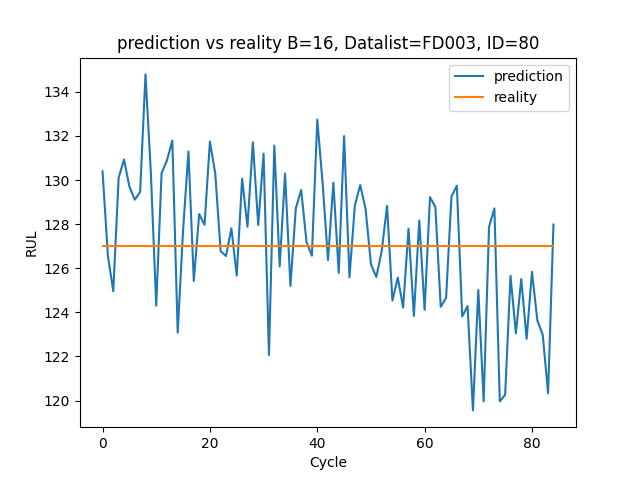 prediction vs reality B=16, Datalist=FD003, ID=80
prediction
reality
RUL
134
132
130
128
126
124
122
120
0
20
40
60
80
Cycle